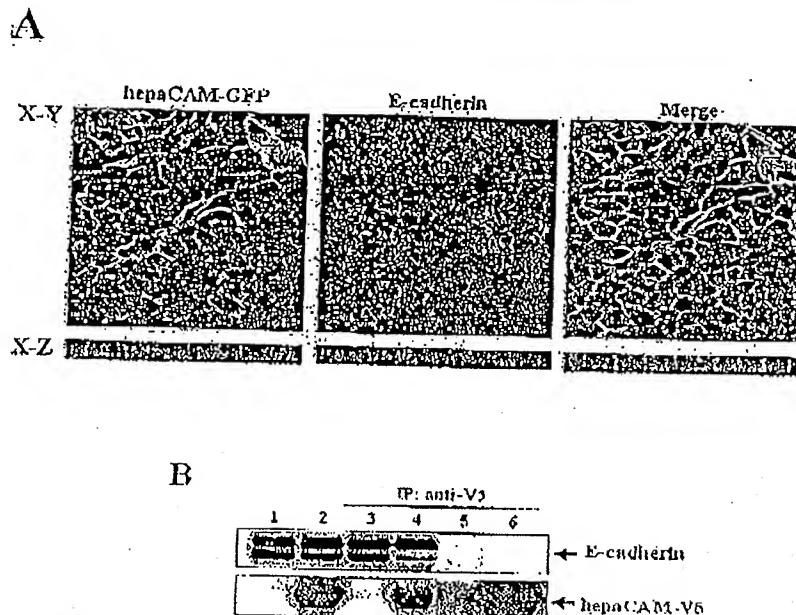 A
hepaCAM-GFP E-cadherin Merge
X-Y
X-Z
B
IP: anti-V5
1 2 3 4 5 6
E-cadherin
hepaCAM-V5